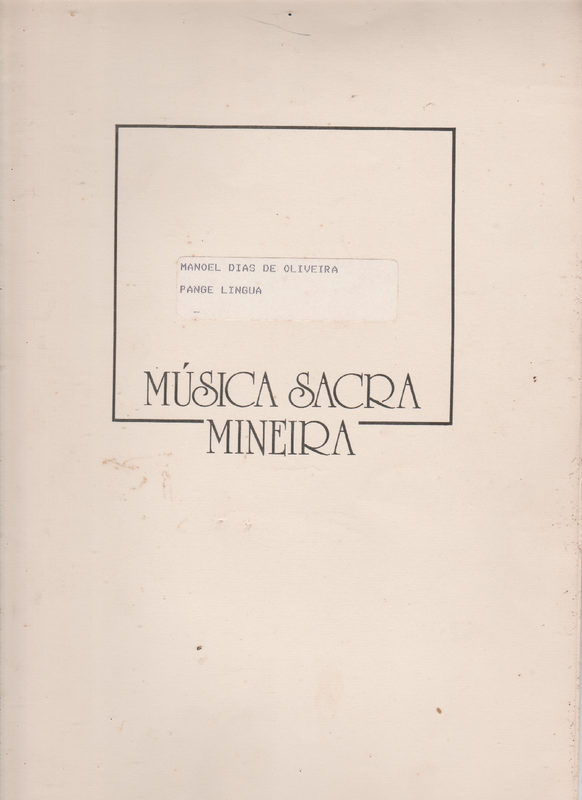 MANOEL DIAS DE OLIVEIRA
PANGE LINGUA
MÚSICA SACRA
MINEIRA